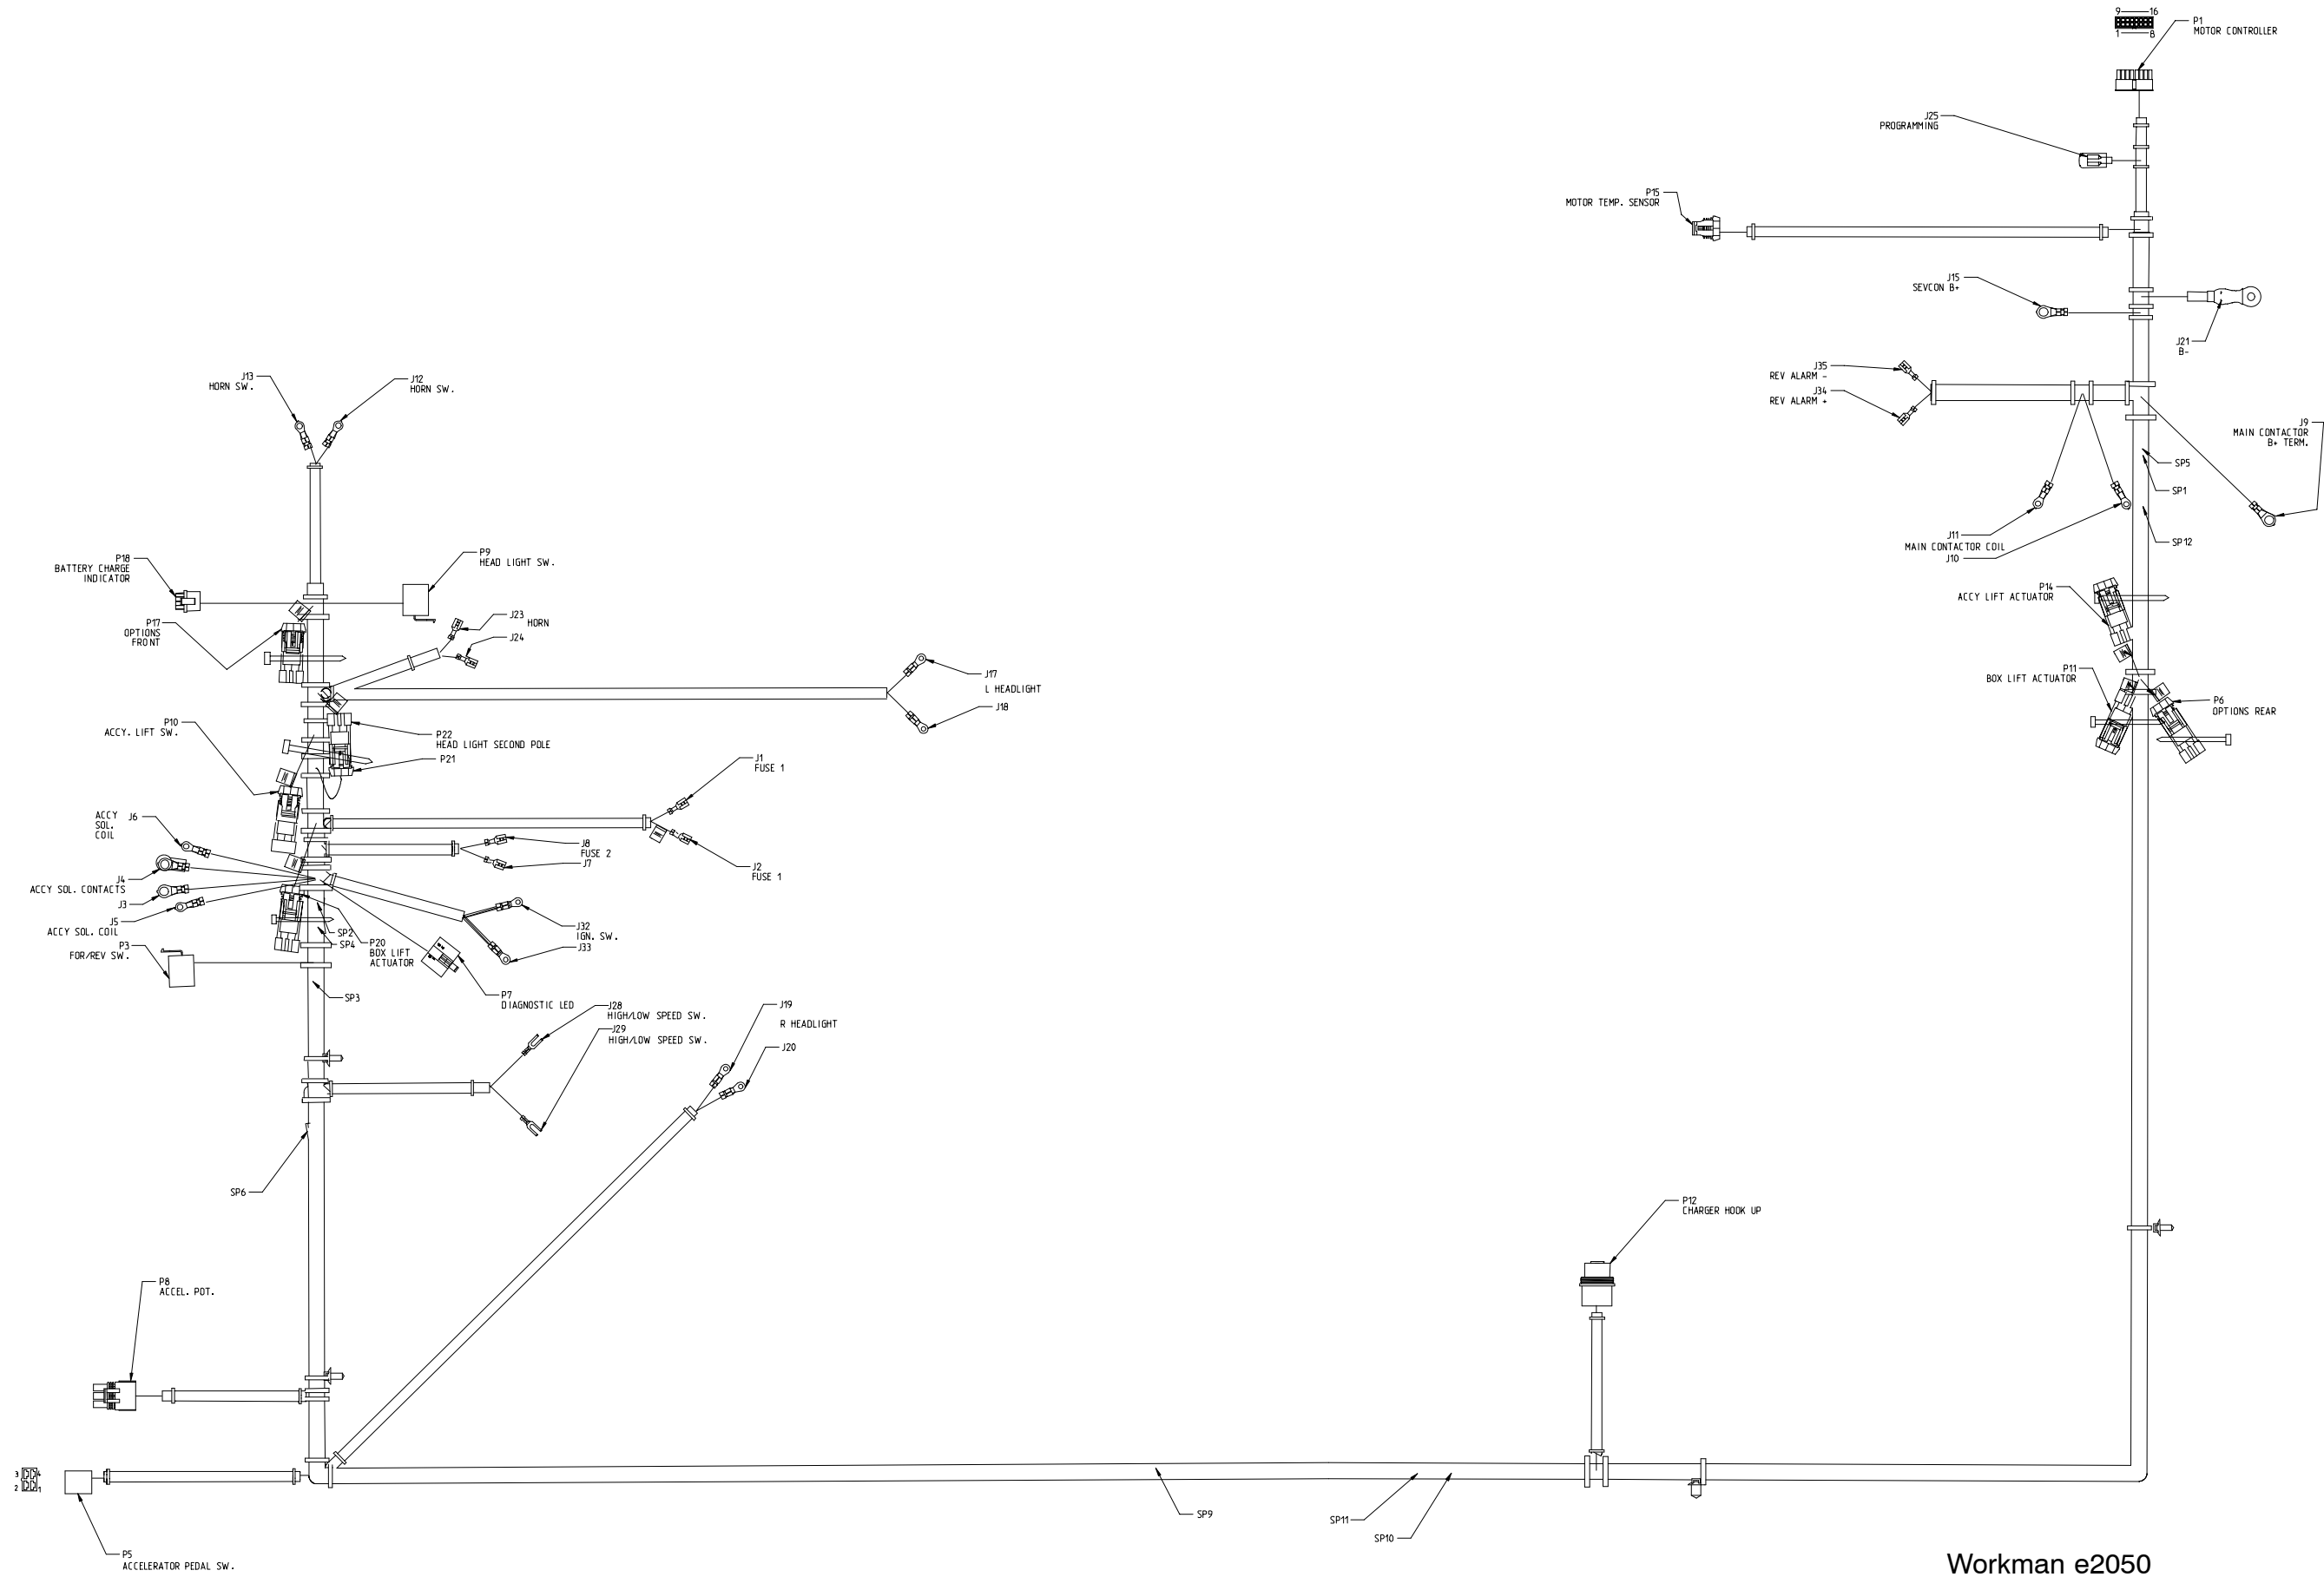 9 16
1 8
P1
MOTOR CONTROLLER
J25
PROGRAMMING
P15
MOTOR TEMP. SENSOR
J15
SEVCON B+
J21
B-
J35
REV ALARM -
J34
REV ALARM +
J9
MAIN CONTACTOR
B+ TERM.
SP5
SP1
SP12
J11
MAIN CONTACTOR COIL
J10
P14
ACCY LIFT ACTUATOR
P11
BOX LIFT ACTUATOR
P6
OPTIONS REAR
J13
HORN SW.
J12
HORN SW.
P18
BATTERY CHARGE
INDICATOR
P9
HEAD LIGHT SW.
P17
OPTIONS
FRONT
J23
HORN
J24
J17
L HEADLIGHT
J18
P10
ACCY. LIFT SW.
P22
HEAD LIGHT SECOND POLE
P21
J1
FUSE 1
ACCY
SOL.
COIL
J6
J8
FUSE 2
J7
J2
FUSE 1
J4
ACCY SOL. CONTACTS
J3
J5
ACCY SOL. COIL
P3
FOR/REV SW.
SP2
SP4
P20
BOX LIFT
ACTUATOR
J32
IGN. SW.
J33
SP3
P7
DIAGNOSTIC LED
J28
HIGH/LOW SPEED SW.
J29
HIGH/LOW SPEED SW.
J19
R HEADLIGHT
J20
SP6
P12
CHARGER HOOK UP
P8
ACCEL. POT.
3 4
2 1
SP9
SP11
SP10
P5
ACCELERATOR PEDAL SW.
Workman e2050